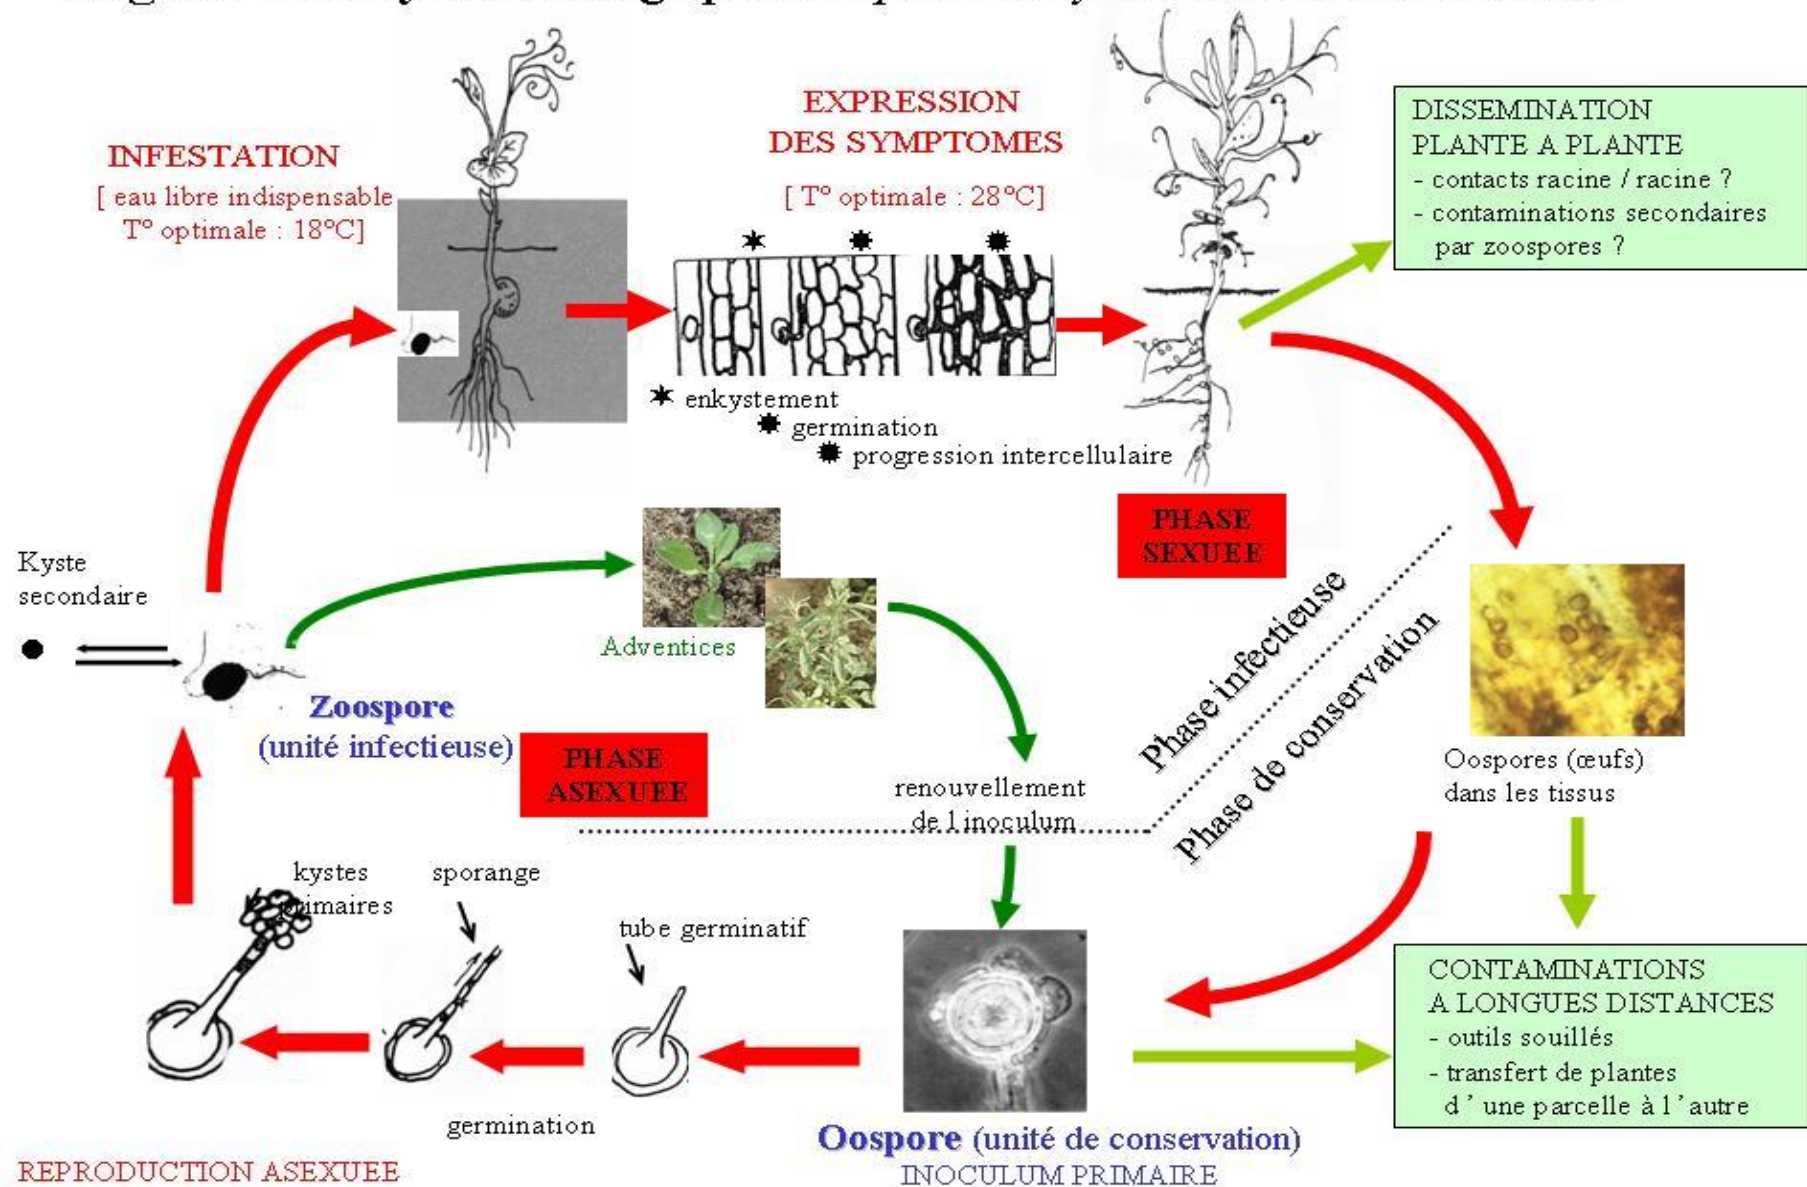 INFESTATION
[ eau libre indispensable
T° optimale : 18°C]
EXPRESSION
DES SYMPTOMES
[ T° optimale : 28°C]
DISSEMINATION
PLANTE A PLANTE
- contacts racine / racine ?
- contaminations secondaires
par zoospores ?
enkystement
germination
progression intercellulaire
PHASE
SEXUEE
Kyste
secondaire
Adventices
Zoospore
(unité infectieuse)
PHASE
ASEXUEE
renouvellement
de l inoculum
Phase infectieuse
Phase de conservation
Oospores (œufs)
dans les tissus
kystes
primaires
sporange
tube germinatif
germination
CONTAMINATIONS
A LONGUES DISTANCES
- outils souillés
- transfert de plantes
d ’ une parcelle à l ’ autre
Oospore (unité de conservation)
INOCULUM PRIMAIRE
REPRODUCTION ASEXUEE